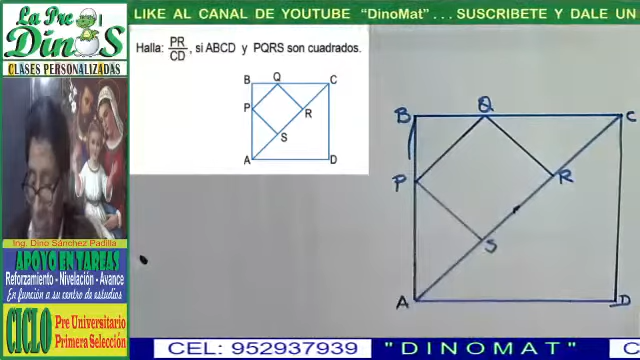 La Pre
Dinos
CLASES PERSONALIZADAS
LIKE AL CANAL DE YOUTUBE "DinoMat"... SUSCRIBETE Y DALE UN
Halla: PR/CD, si ABCD y PQRS son cuadrados.
B Q C
P R
S
A D
B Q C
P R
S
A D
Ing. Dino Sánchez Padilla
APOYO EN TAREAS
Reforzamiento - Nivelación - Avance
En función a su centro de estudios
CICLO Pre Universitario
Primera Selección
CEL: 952937939 "DINOMAT" C